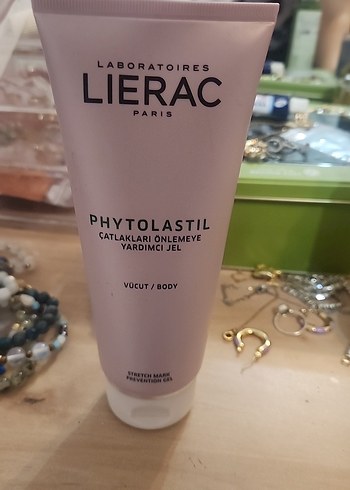 LABORATOIRES
LIERAC
PARIS
PHYTOLASTIL
ÇATLAKLARI ÖNLEMEYE
YARDIMCI JEL
VÜCUT / BODY
STRETCH MARK
PREVENTION GEL